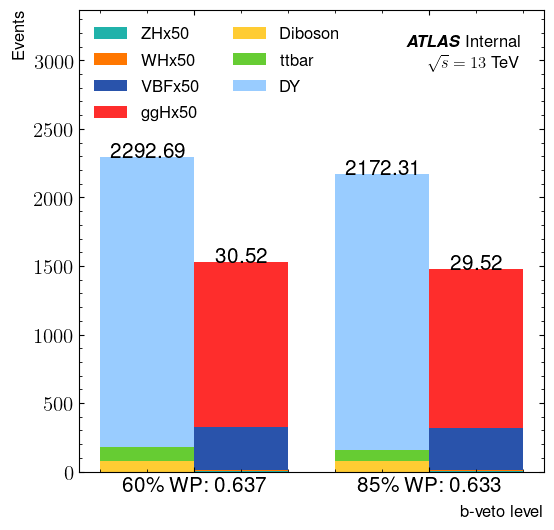 Events
ZHx50
WHx50
VBFx50
ggHx50
Diboson
ttbar
DY
ATLAS Internal
√s = 13 TeV
3000
2500
2000
1500
1000
500
0
2292.69
30.52
2172.31
29.52
60% WP: 0.637
85% WP: 0.633
b-veto level